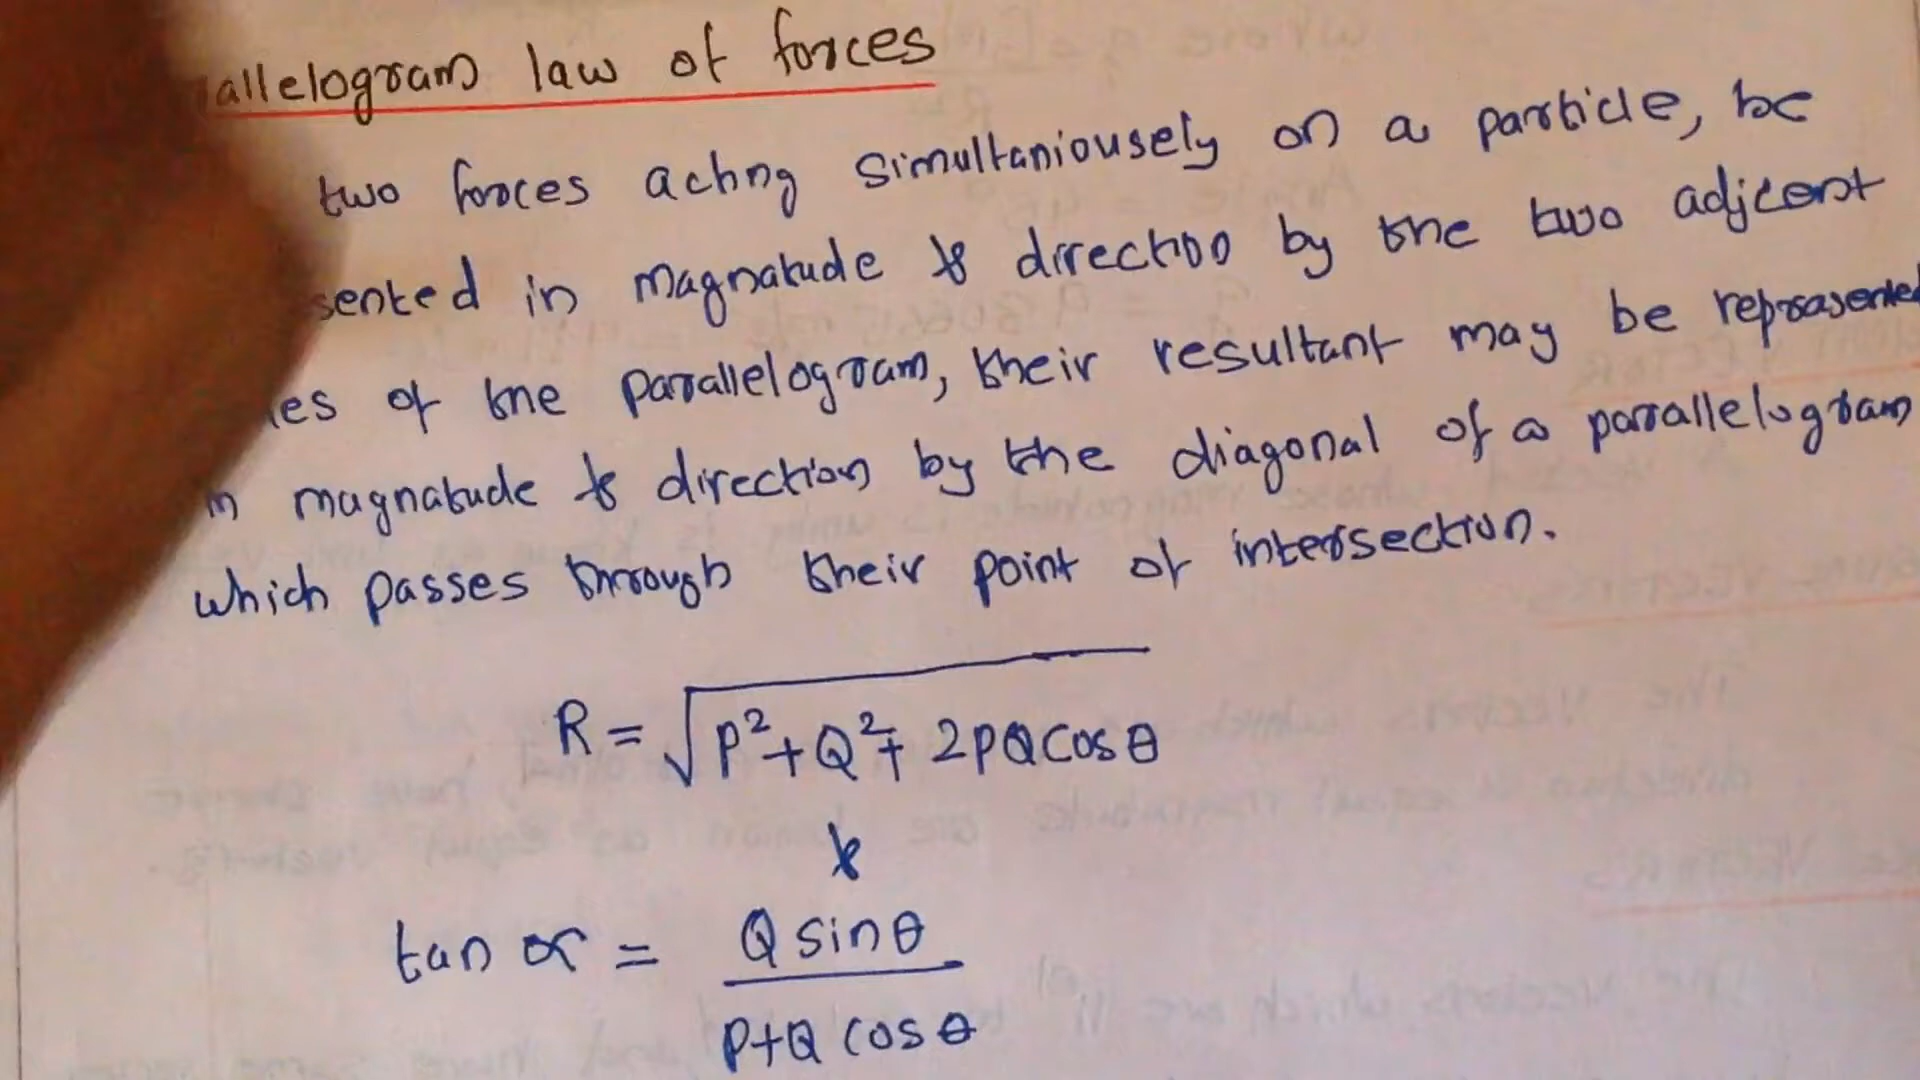 allelogram law of forces
two forces acting simultaniousely on a particle, be
sented in magnatude & direction by the two adjcent
es of the parallelogram, their resultant may be reprasented
in magnatude & direction by the diagonal of a parallelogram
which passes through their point of intersection.
R = √P²+Q²+ 2PQ cos θ
&
tan α = Q sin θ
P+Q cos θ